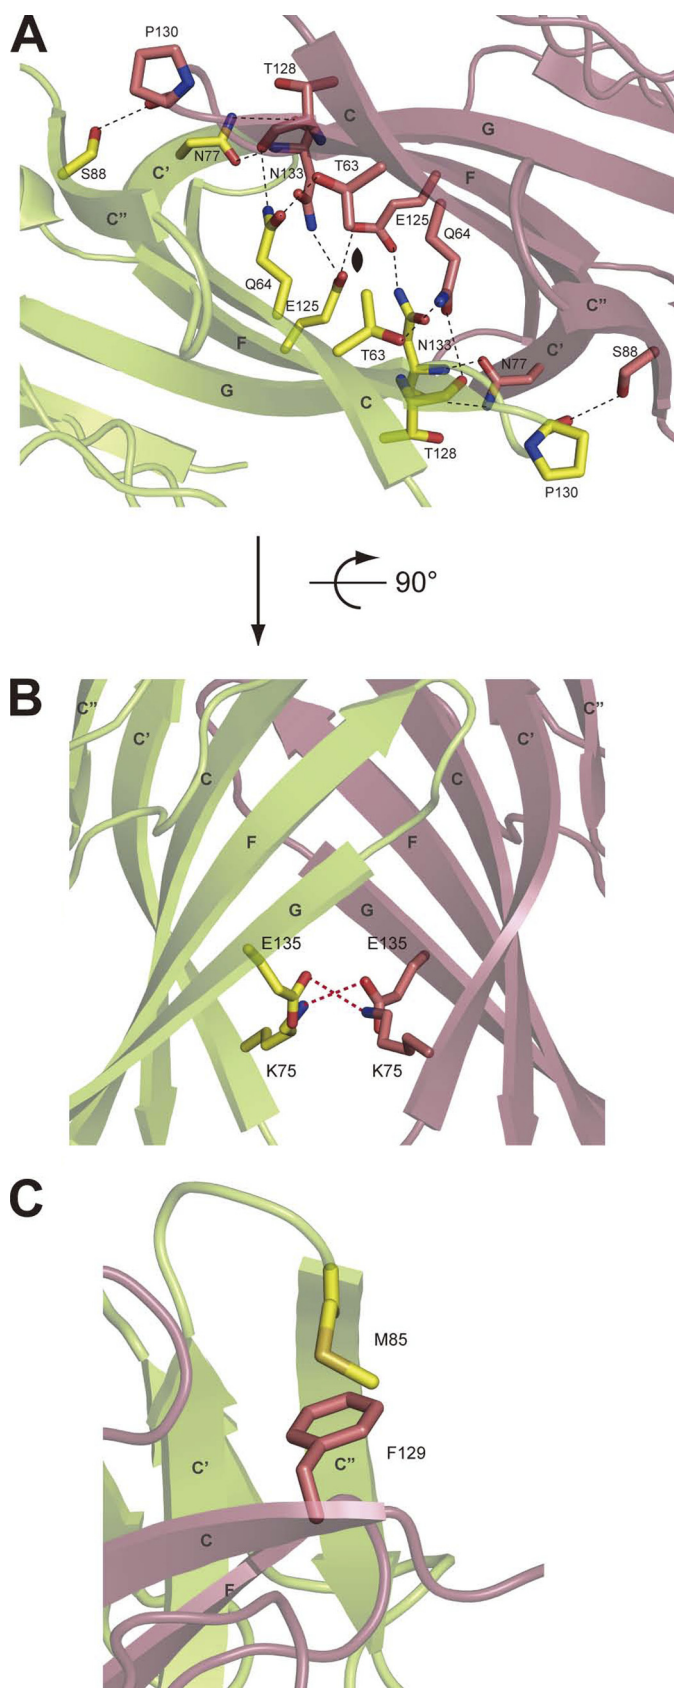 A
P130
T128
C
G
N77
S88
N133
T63
F
C'
E125
Q64
C"
Q64
C"
E125
F
N133
C'
S88
T63
N77
G
C
T128
P130
90°
B
C"
C"
C'
C'
C
C
F
F
G
G
E135
E135
K75
K75
C
M85
F129
C'
C"
C
F